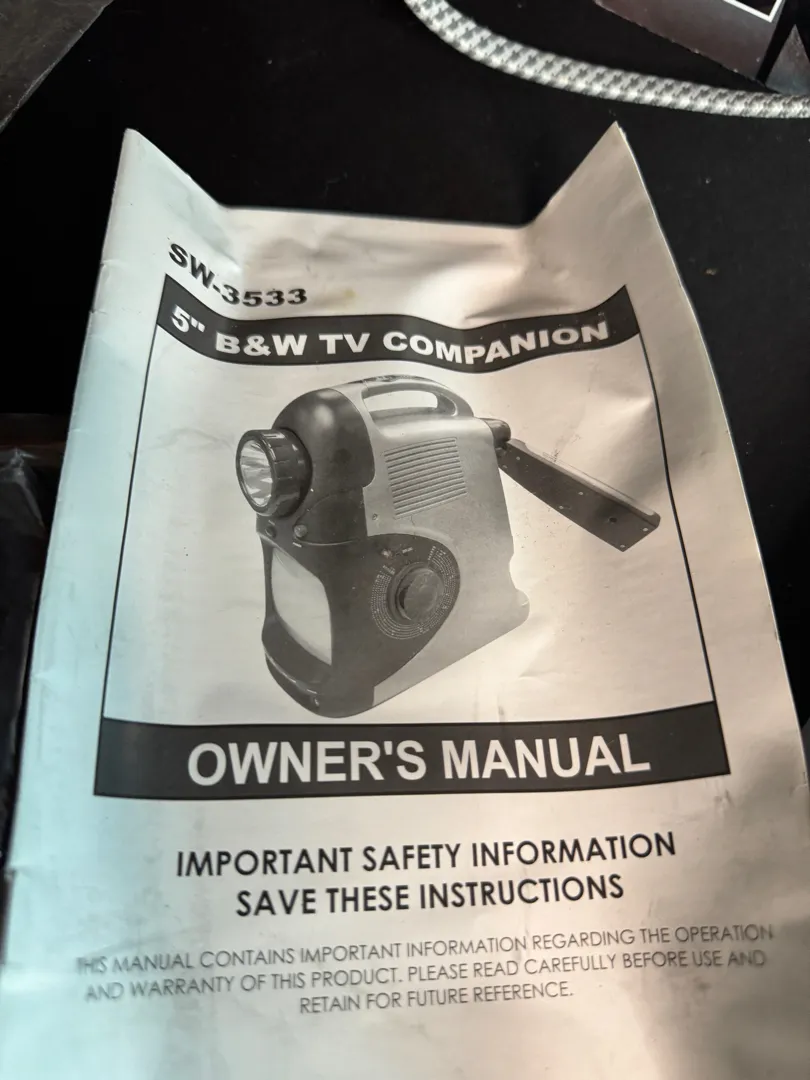 SW-3533
5" B&W TV COMPANION
OWNER'S MANUAL
IMPORTANT SAFETY INFORMATION
SAVE THESE INSTRUCTIONS
THIS MANUAL CONTAINS IMPORTANT INFORMATION REGARDING THE OPERATION
AND WARRANTY OF THIS PRODUCT. PLEASE READ CAREFULLY BEFORE USE AND
RETAIN FOR FUTURE REFERENCE.